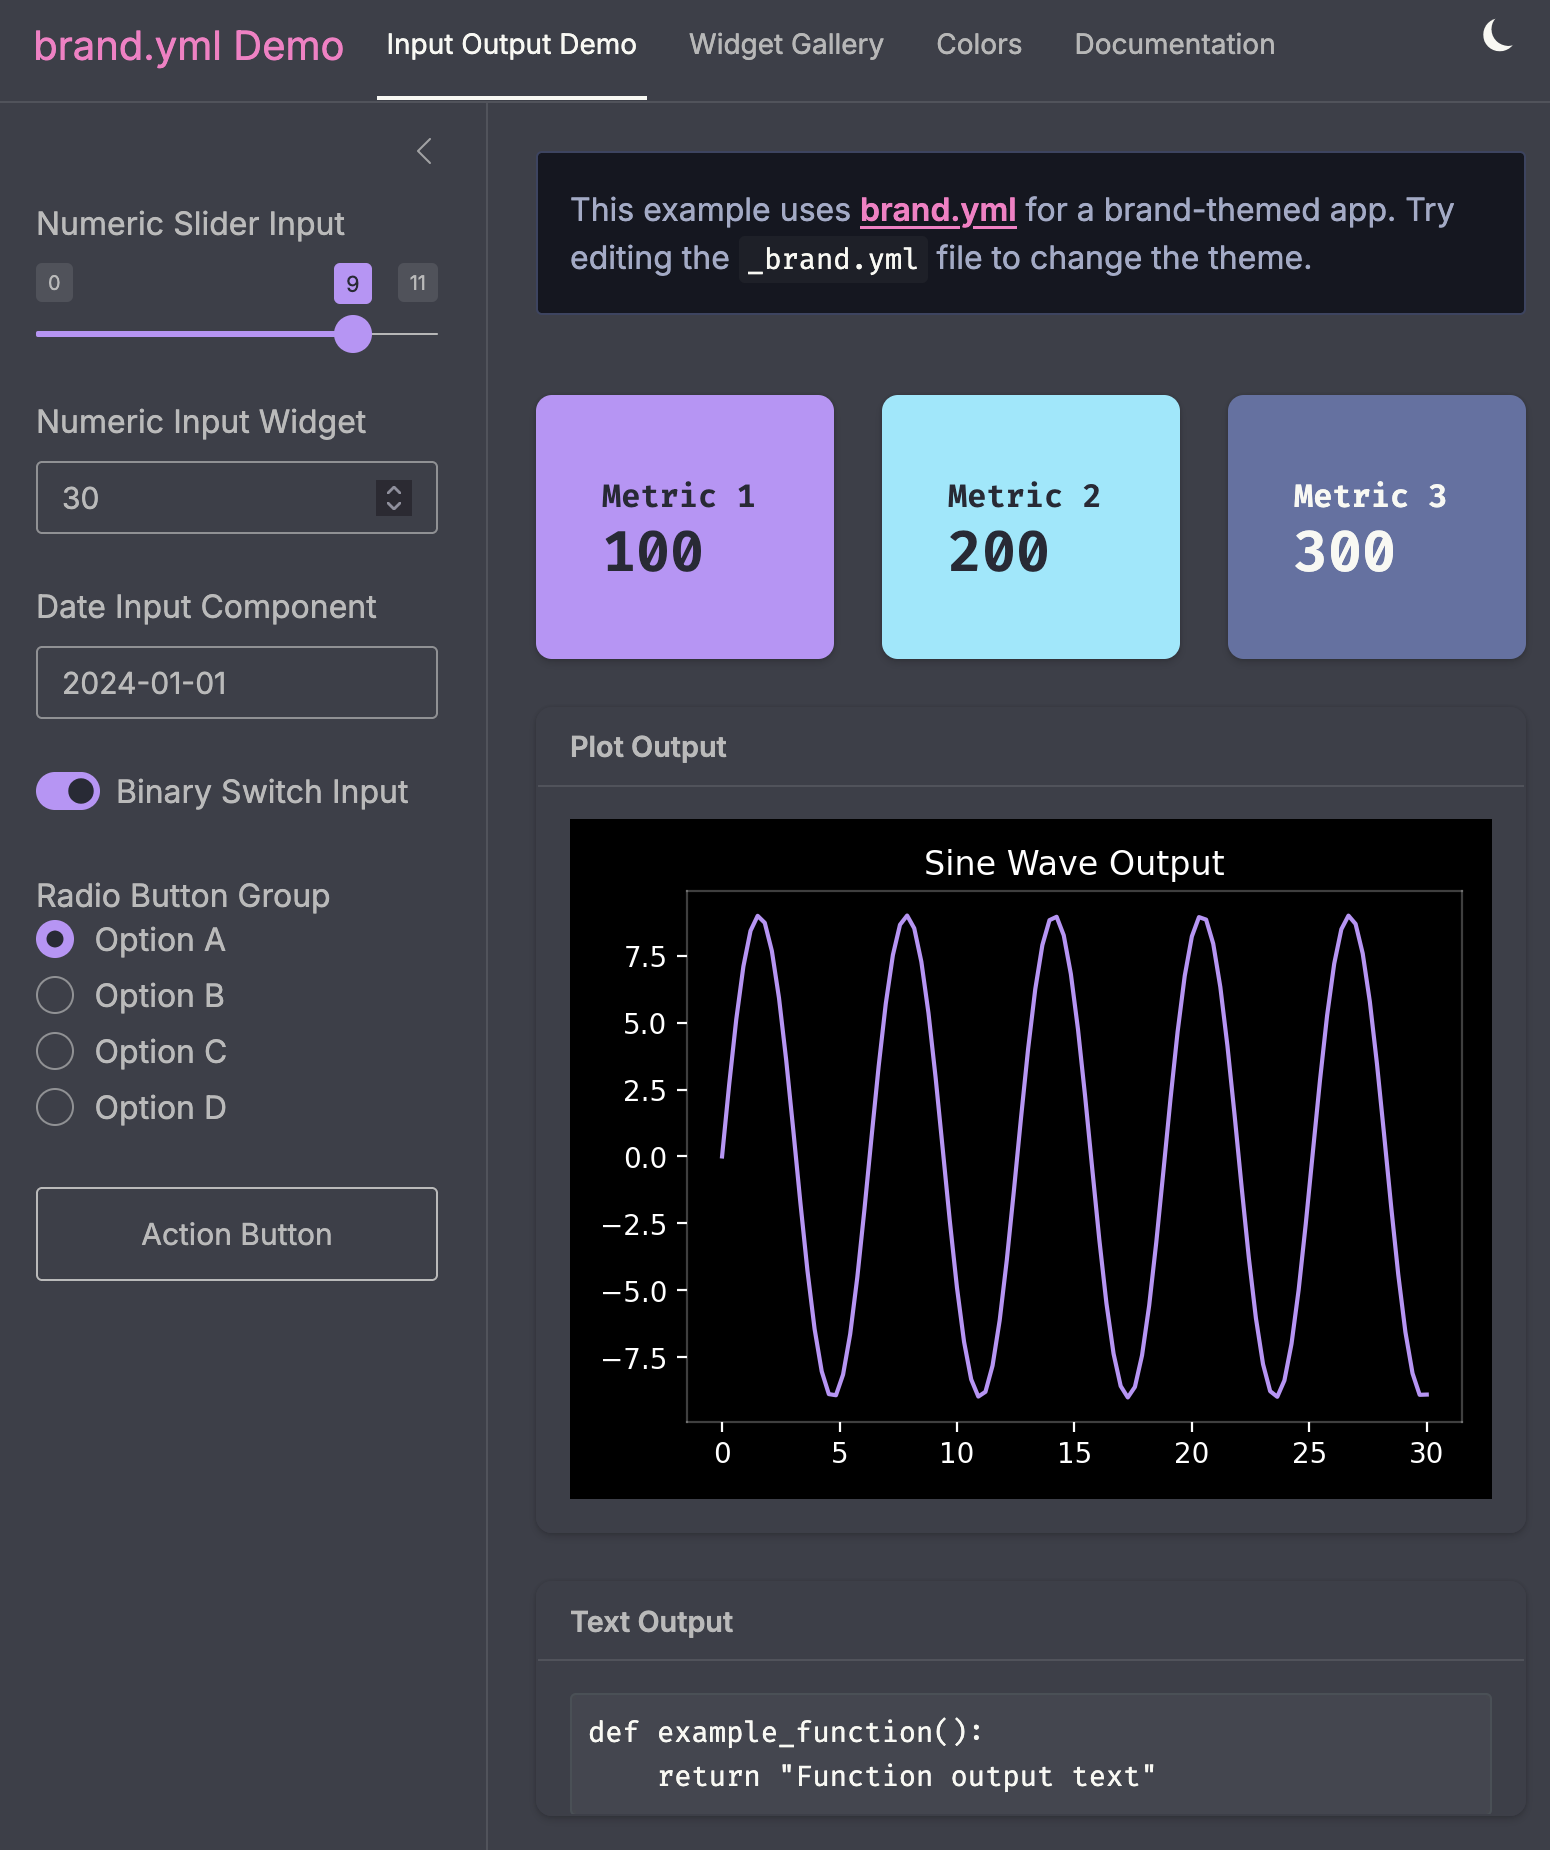 brand.yml Demo
Input Output Demo
Widget Gallery
Colors
Documentation
Numeric Slider Input
0
9
11
Numeric Input Widget
30
Date Input Component
2024-01-01
Binary Switch Input
Radio Button Group
Option A
Option B
Option C
Option D
Action Button
This example uses brand.yml for a brand-themed app. Try
editing the _brand.yml file to change the theme.
Metric 1
100
Metric 2
200
Metric 3
300
Plot Output
Sine Wave Output
7.5
5.0
2.5
0.0
−2.5
−5.0
−7.5
0 5 10 15 20 25 30
Text Output
def example_function():
    return "Function output text"